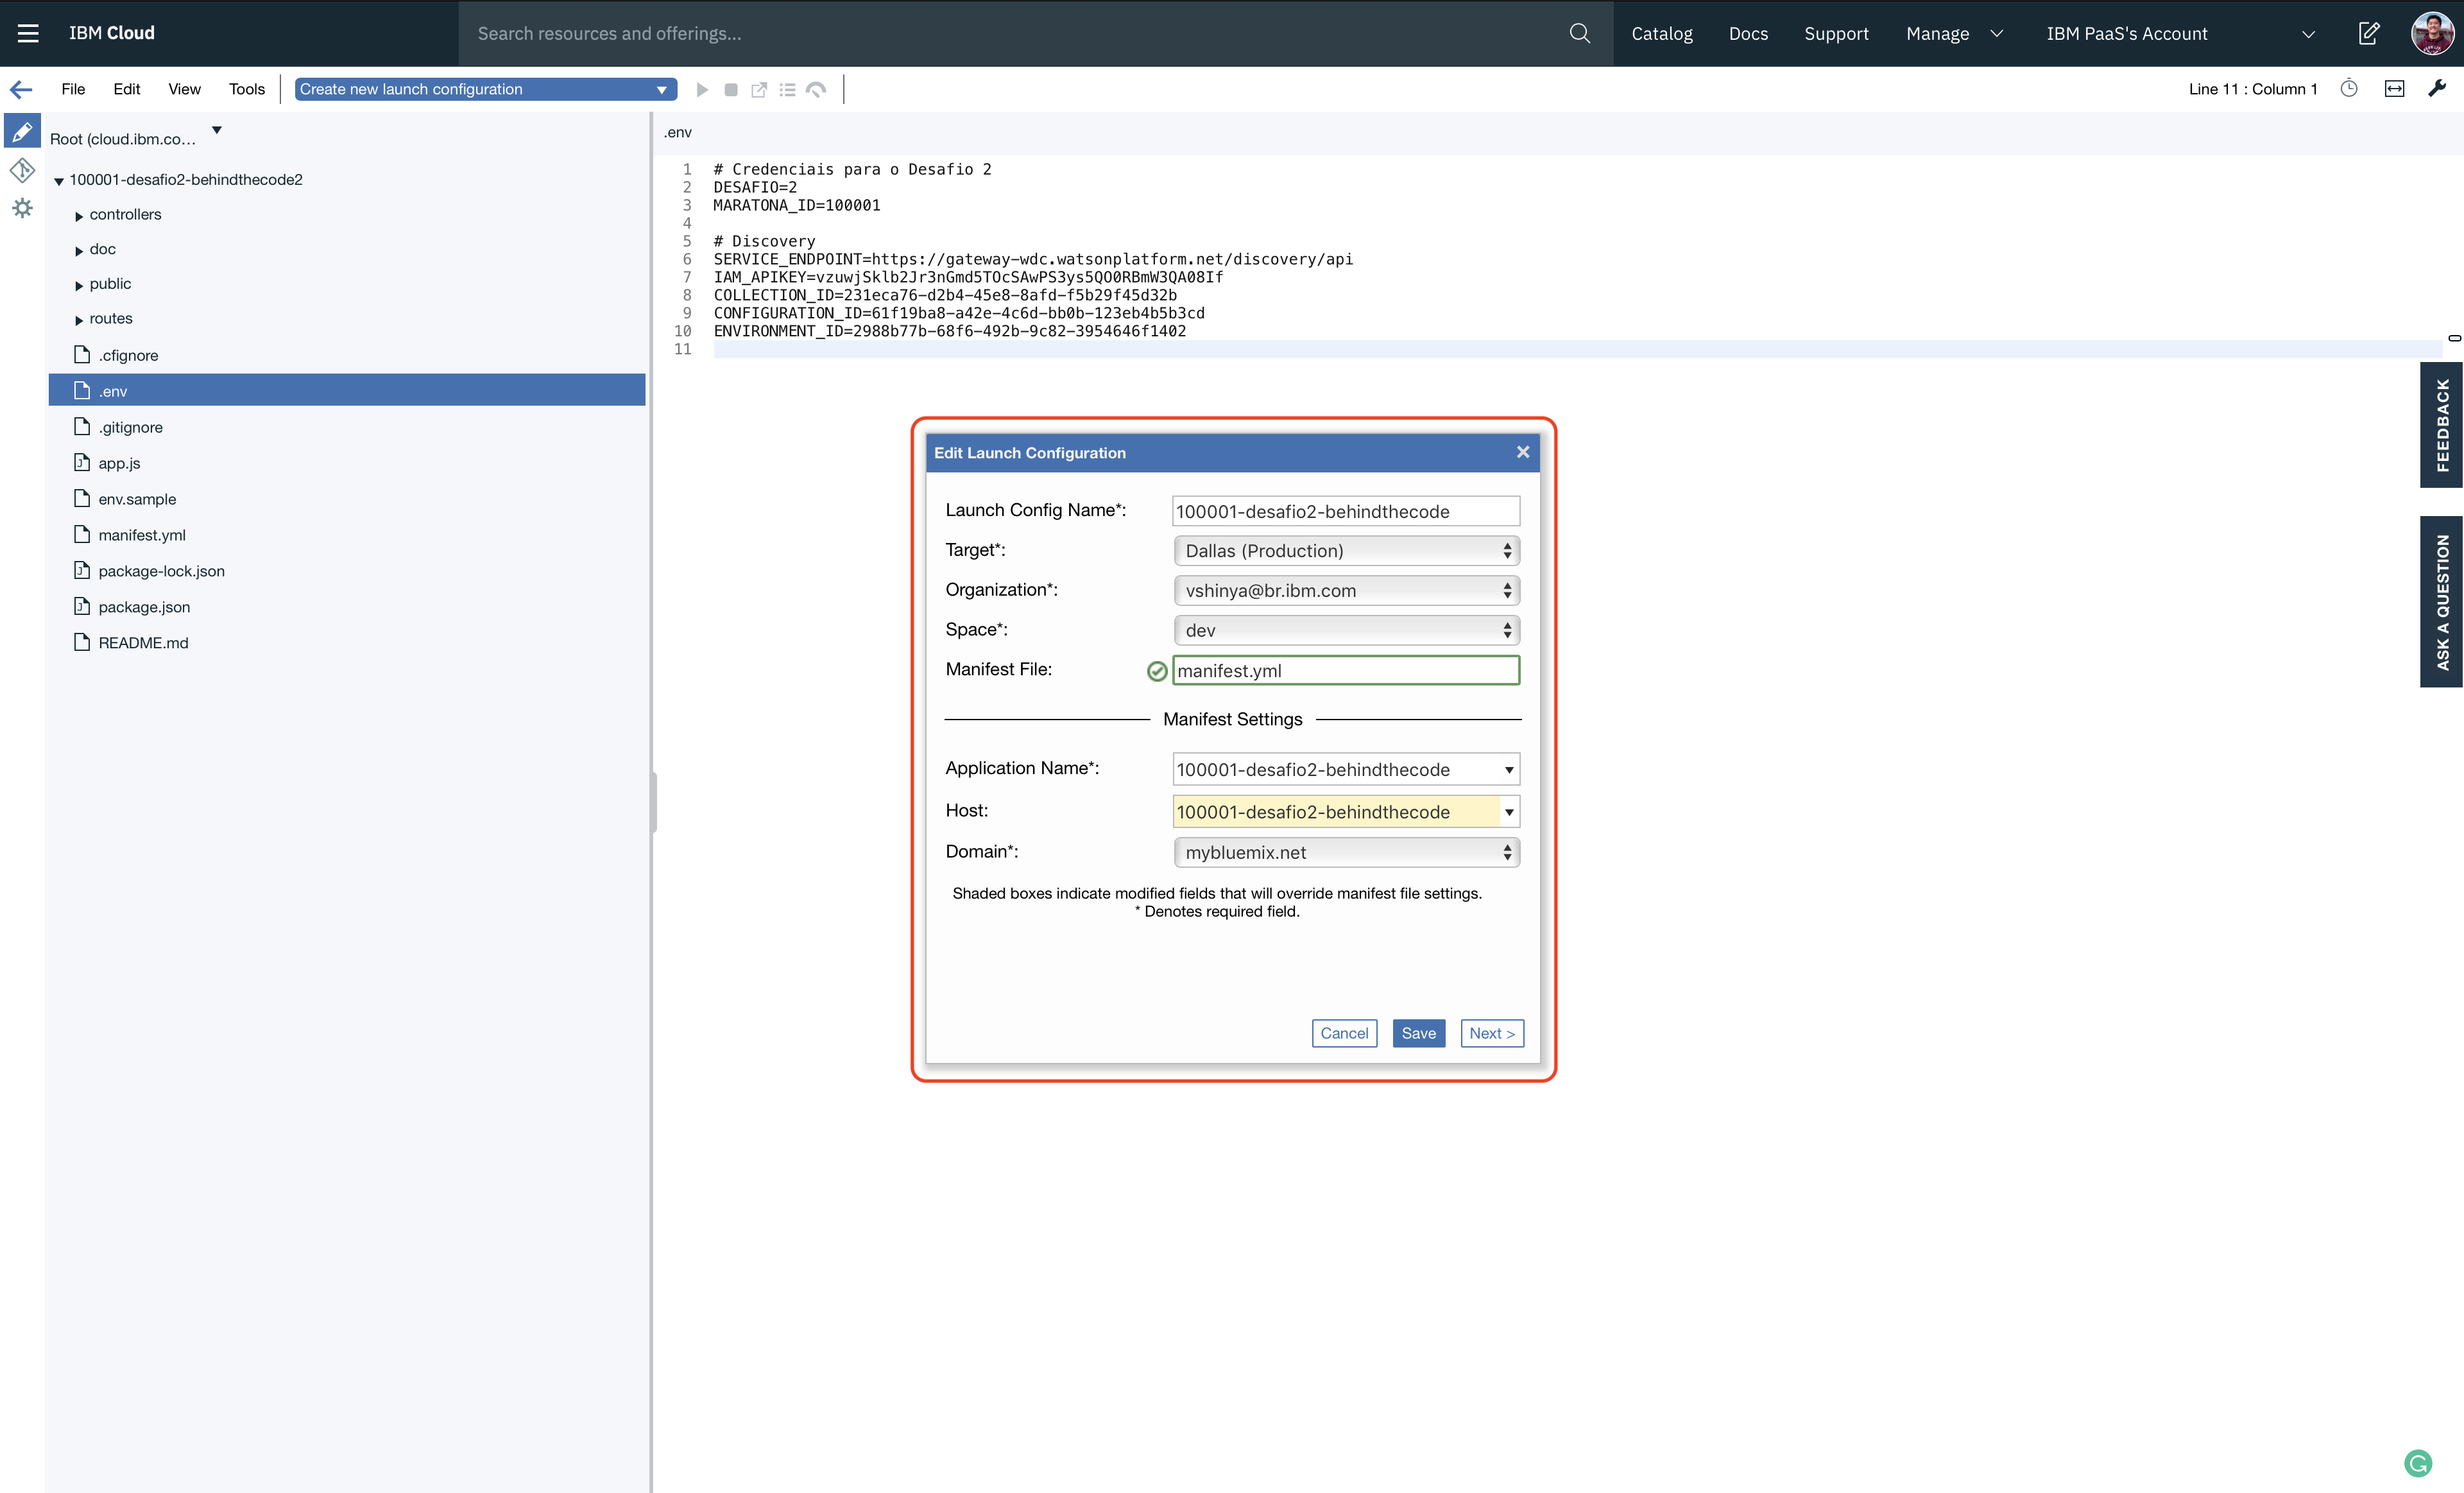 IBM Cloud
Search resources and offerings...
Catalog
Docs
Support
Manage
IBM PaaS's Account
File
Edit
View
Tools
Create new launch configuration
Line 11 : Column 1
Root (cloud.ibm.co...
100001-desafio2-behindthecode2
controllers
doc
public
routes
.cfignore
.env
.gitignore
app.js
env.sample
manifest.yml
package-lock.json
package.json
README.md
.env
1 # Credenciais para o Desafio 2
2 DESAFIO=2
3 MARATONA_ID=100001
4
5 # Discovery
6 SERVICE_ENDPOINT=https://gateway-wdc.watsonplatform.net/discovery/api
7 IAM_APIKEY=vzuwjSklb2Jr3nGmd5TOcSAwPS3ys5QO0RBmW3QA08If
8 COLLECTION_ID=231eca76-d2b4-45e8-8afd-f5b29f45d32b
9 CONFIGURATION_ID=61f19ba8-a42e-4c6d-bb0b-123eb4b5b3cd
10 ENVIRONMENT_ID=2988b77b-68f6-492b-9c82-3954646f1402
11
Edit Launch Configuration
Launch Config Name*: 100001-desafio2-behindthecode
Target*: Dallas (Production)
Organization*: vshinya@br.ibm.com
Space*: dev
Manifest File: manifest.yml
Manifest Settings
Application Name*: 100001-desafio2-behindthecode
Host: 100001-desafio2-behindthecode
Domain*: mybluemix.net
Shaded boxes indicate modified fields that will override manifest file settings.
* Denotes required field.
Cancel
Save
Next >
FEEDBACK
ASK A QUESTION